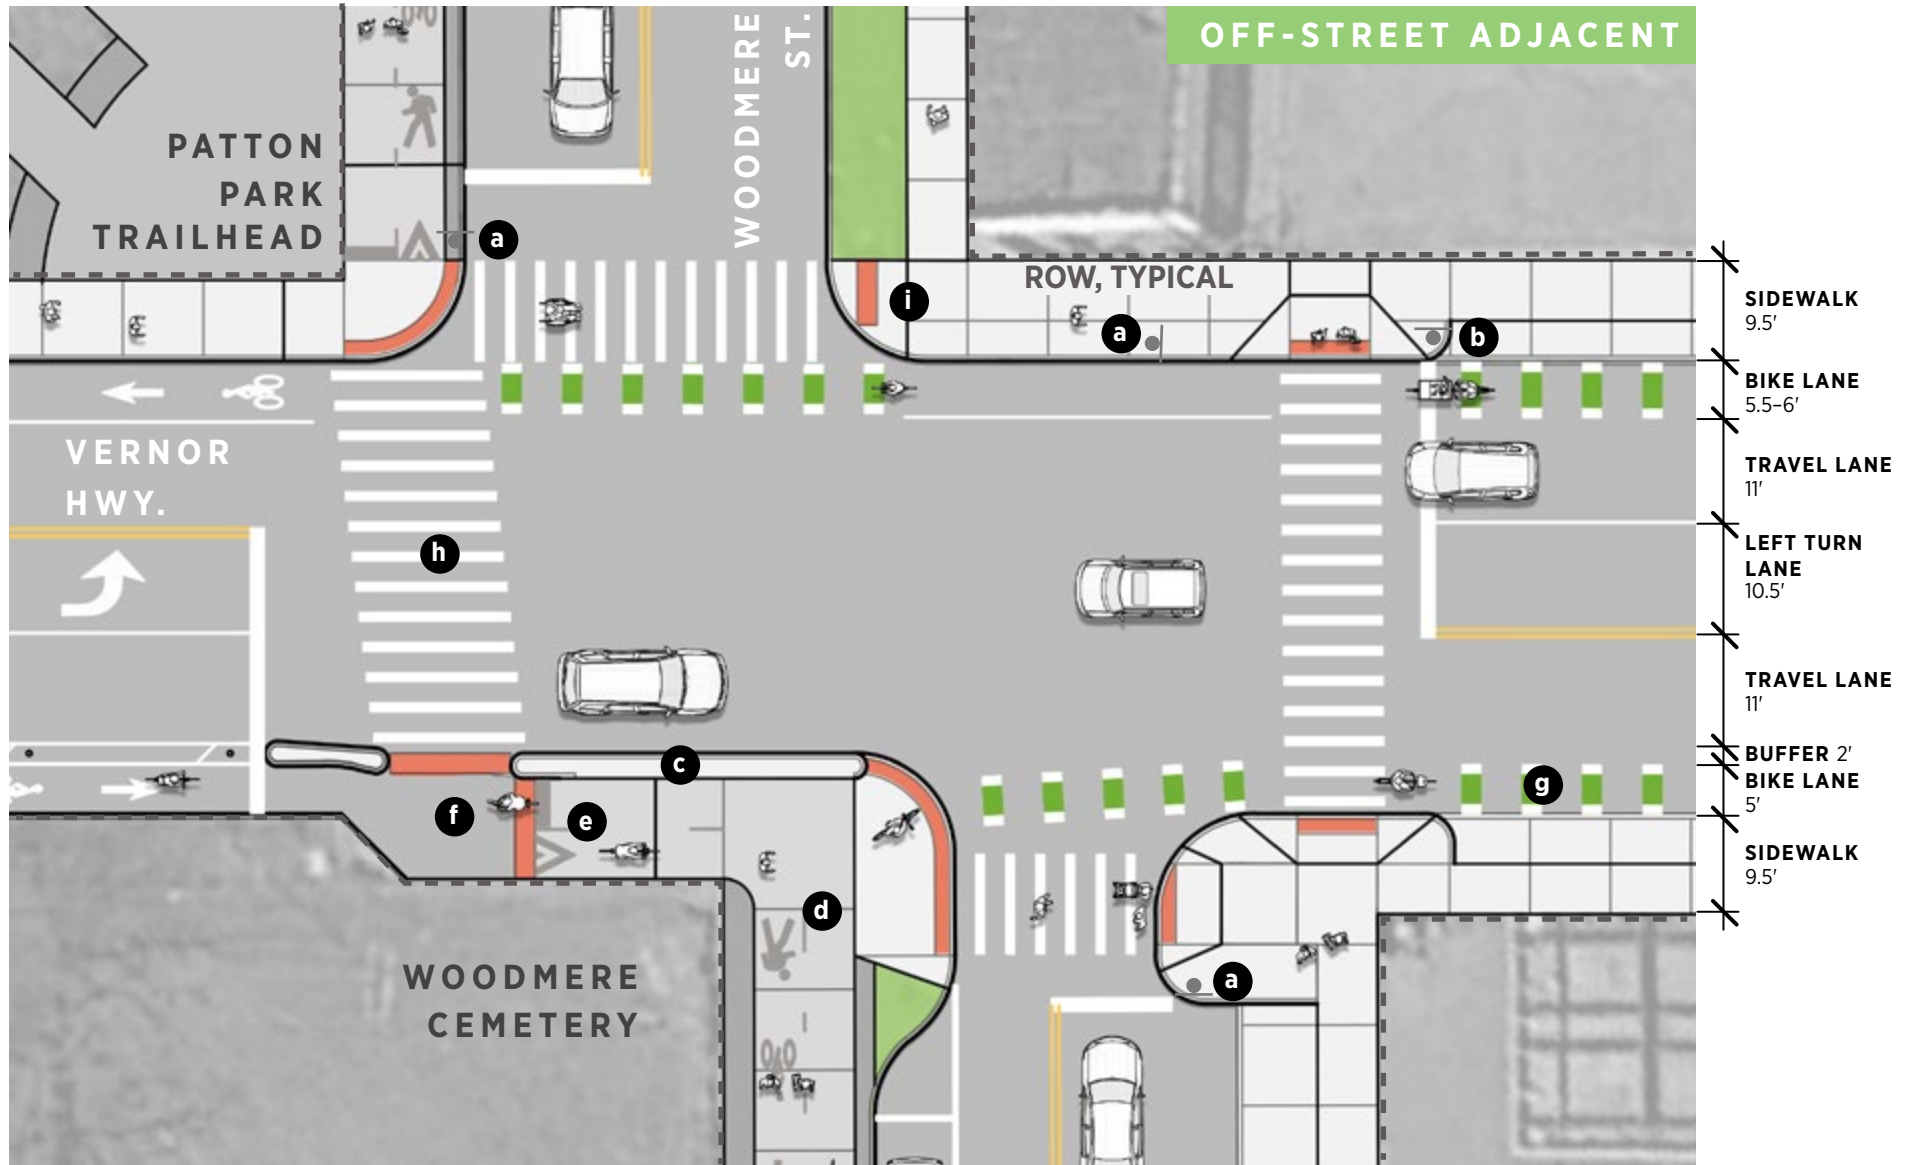 OFF-STREET ADJACENT
WOODMERE
ST.
PATTON
PARK
TRAILHEAD
a
i
ROW, TYPICAL
a
b
SIDEWALK
9.5'
BIKE LANE
5.5–6'
VERNOR
HWY.
TRAVEL LANE
11'
h
LEFT TURN
LANE
10.5'
TRAVEL LANE
11'
c
BUFFER 2'
BIKE LANE
5'
f
e
g
SIDEWALK
9.5'
d
WOODMERE
CEMETERY
a